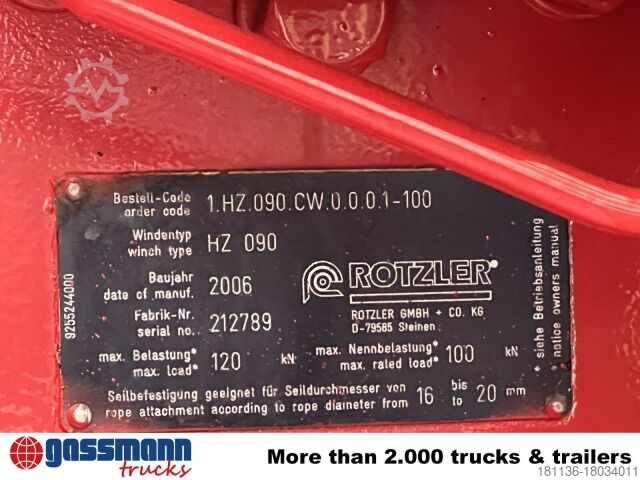 Bestell-Code
order code 1.HZ.090.CW.0.0.0.1-100
Windentyp
winch type HZ 090
Baujahr
date of manuf. 2006
Fabrik-Nr.
serial no. 212789
ROTZLER
ROTZLER GMBH + CO. KG
D-79585 Steinen
max. Belastung*
max. load* 120 kN
max. Nennbelastung*
max. rated load* 100 kN
Seilbefestigung geeignet für Seildurchmesser von 16 bis 20 mm
rope attachment according to rope diameter from to
9255244000
* siehe Betriebsanleitung
* notice owners manual
gassmann
trucks
More than 2.000 trucks & trailers
181136-18034011